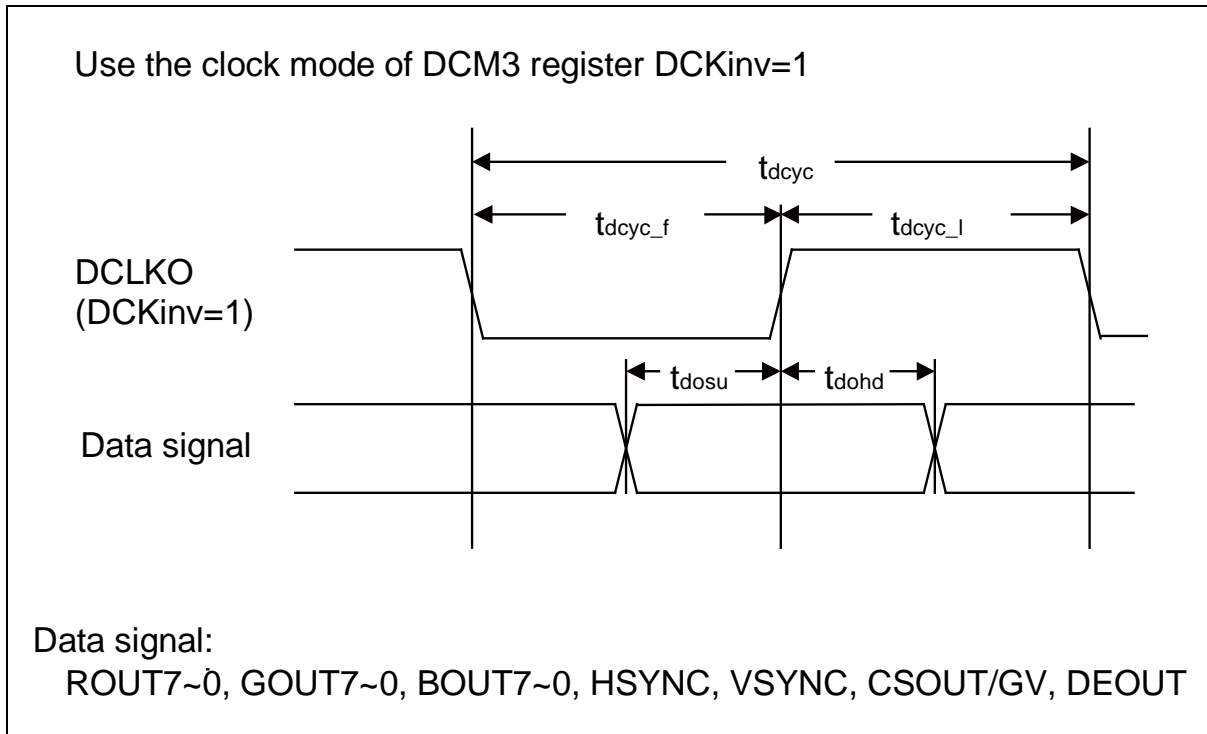 Use the clock mode of DCM3 register DCKinv=1
tdcyc
tdcyc_f
tdcyc_l
DCLKO
(DCKinv=1)
tdosu
tdohd
Data signal
Data signal:
ROUT7~0, GOUT7~0, BOUT7~0, HSYNC, VSYNC, CSOUT/GV, DEOUT